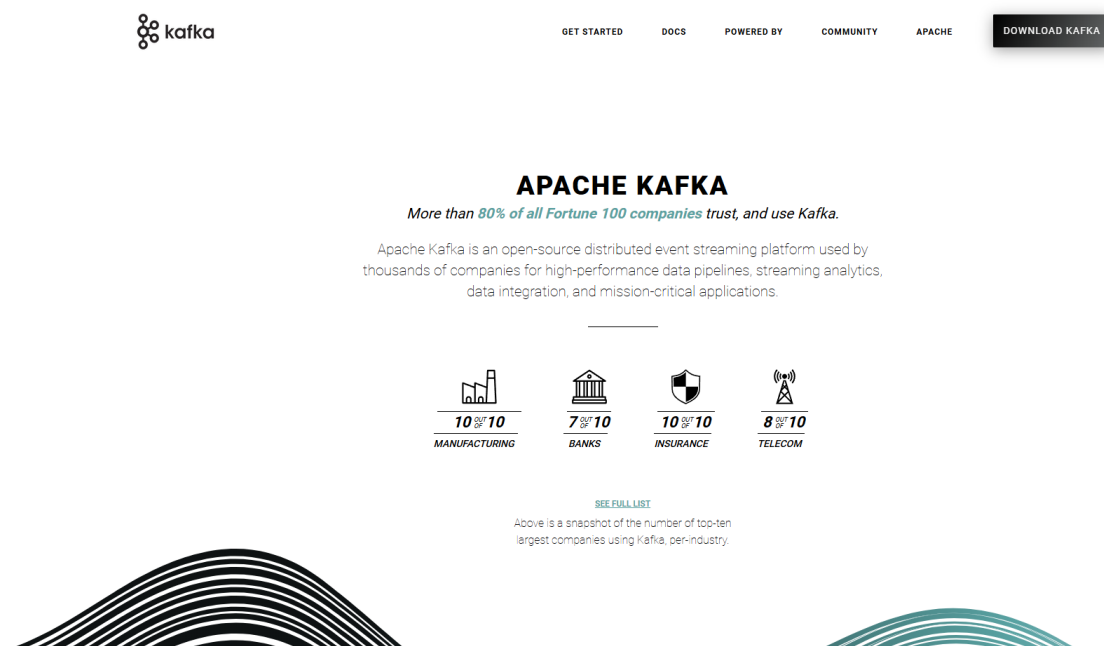 kafka
GET STARTED DOCS POWERED BY COMMUNITY APACHE DOWNLOAD KAFKA
APACHE KAFKA
More than 80% of all Fortune 100 companies trust, and use Kafka.
Apache Kafka is an open-source distributed event streaming platform used by
thousands of companies for high-performance data pipelines, streaming analytics,
data integration, and mission-critical applications.
10 OUT OF 10 7 OUT OF 10 10 OUT OF 10 8 OUT OF 10
MANUFACTURING BANKS INSURANCE TELECOM
SEE FULL LIST
Above is a snapshot of the number of top-ten
largest companies using Kafka, per-industry.